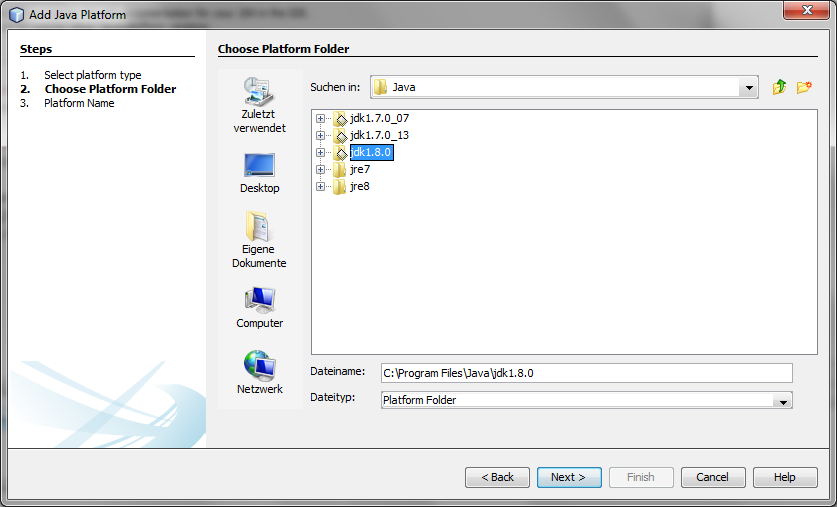 Add Java Platform
Steps
1. Select platform type
2. Choose Platform Folder
3. Platform Name
Choose Platform Folder
Suchen in: Java
Zuletzt
verwendet
Desktop
Eigene
Dokumente
Computer
Netzwerk
jdk1.7.0_07
jdk1.7.0_13
jdk1.8.0
jre7
jre8
Dateiname: C:\Program Files\Java\jdk1.8.0
Dateityp: Platform Folder
< Back Next > Finish Cancel Help